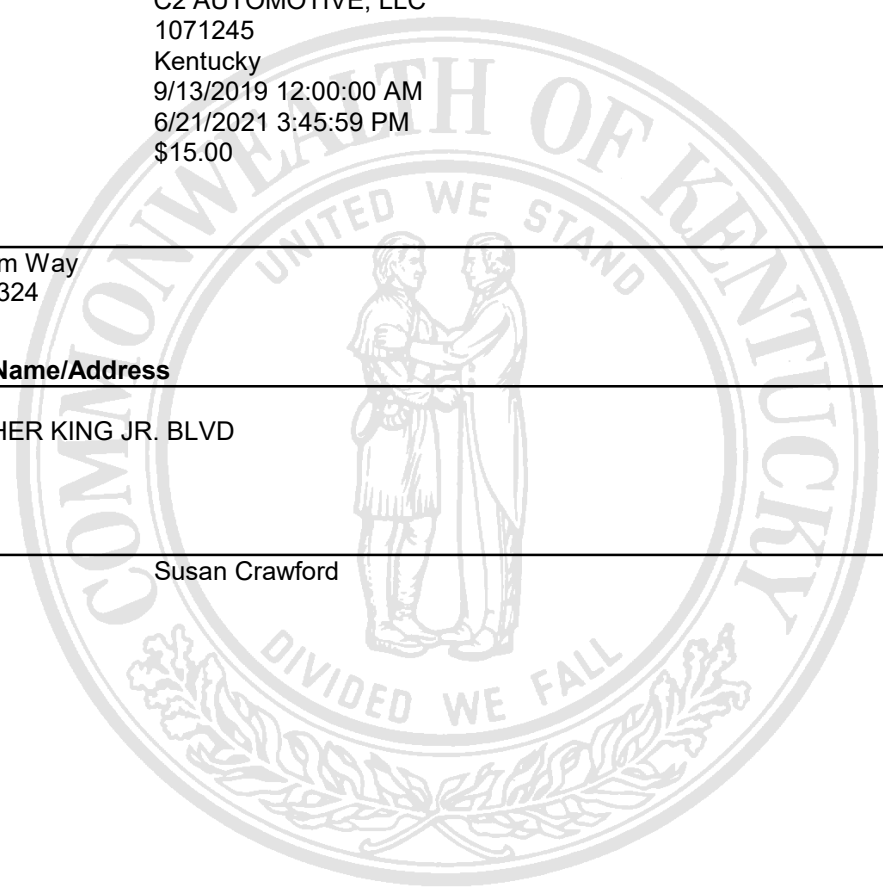 C2 AUTOMOTIVE, LLC
1071245
Kentucky
9/13/2019 12:00:00 AM
6/21/2021 3:45:59 PM
$15.00
m Way
324
Name/Address
HER KING JR. BLVD
Susan Crawford
COMMONWEALTH OF KENTUCKY
UNITED WE STAND
DIVIDED WE FALL